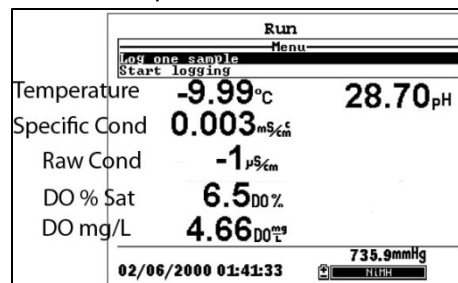 Run
Menu
Log one sample
Start logging
Temperature -9.99°C 28.70pH
Specific Cond 0.003mS/cm c
Raw Cond -1µS/cm
DO % Sat 6.5DO %
DO mg/L 4.66DO mg/L
735.9mmHg
02/06/2000 01:41:33 NiMH